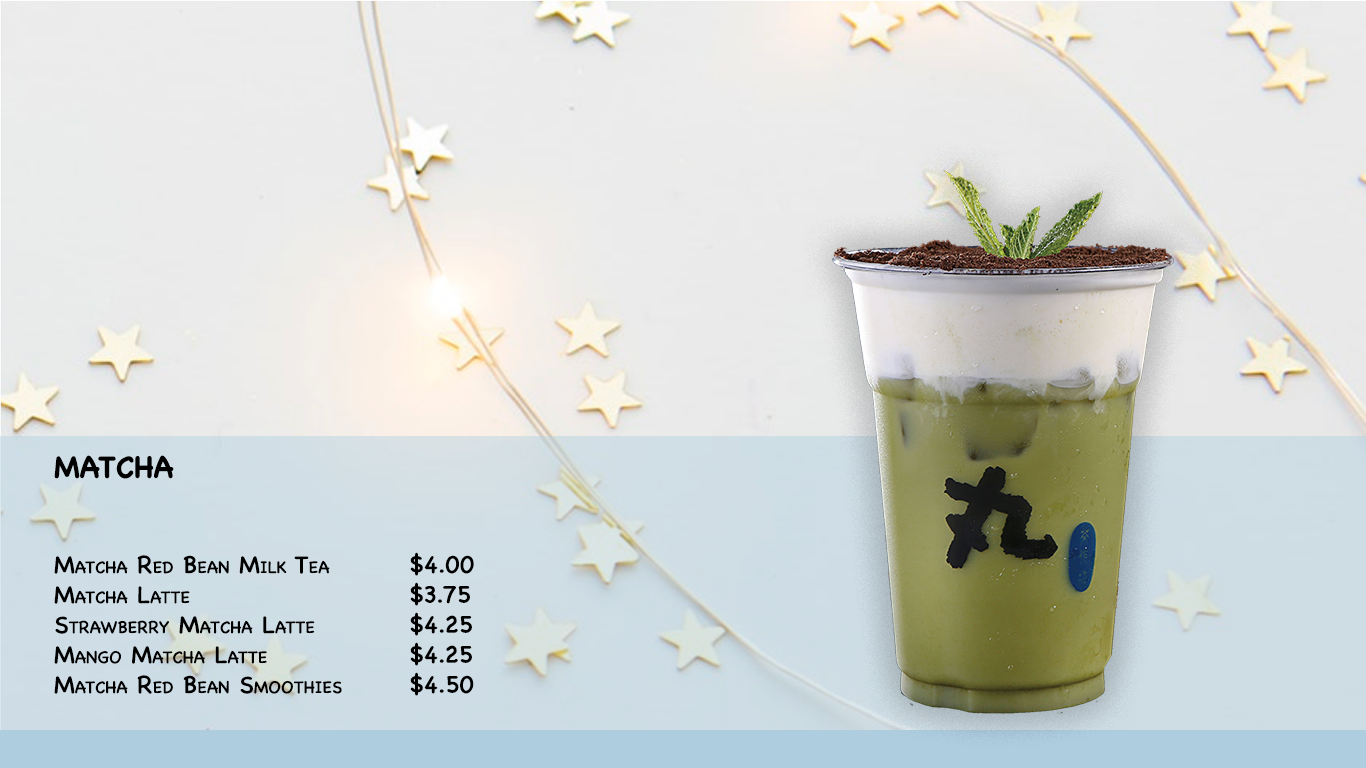 MATCHA
Matcha Red Bean Milk Tea $4.00
Matcha Latte $3.75
Strawberry Matcha Latte $4.25
Mango Matcha Latte $4.25
Matcha Red Bean Smoothies $4.50
丸